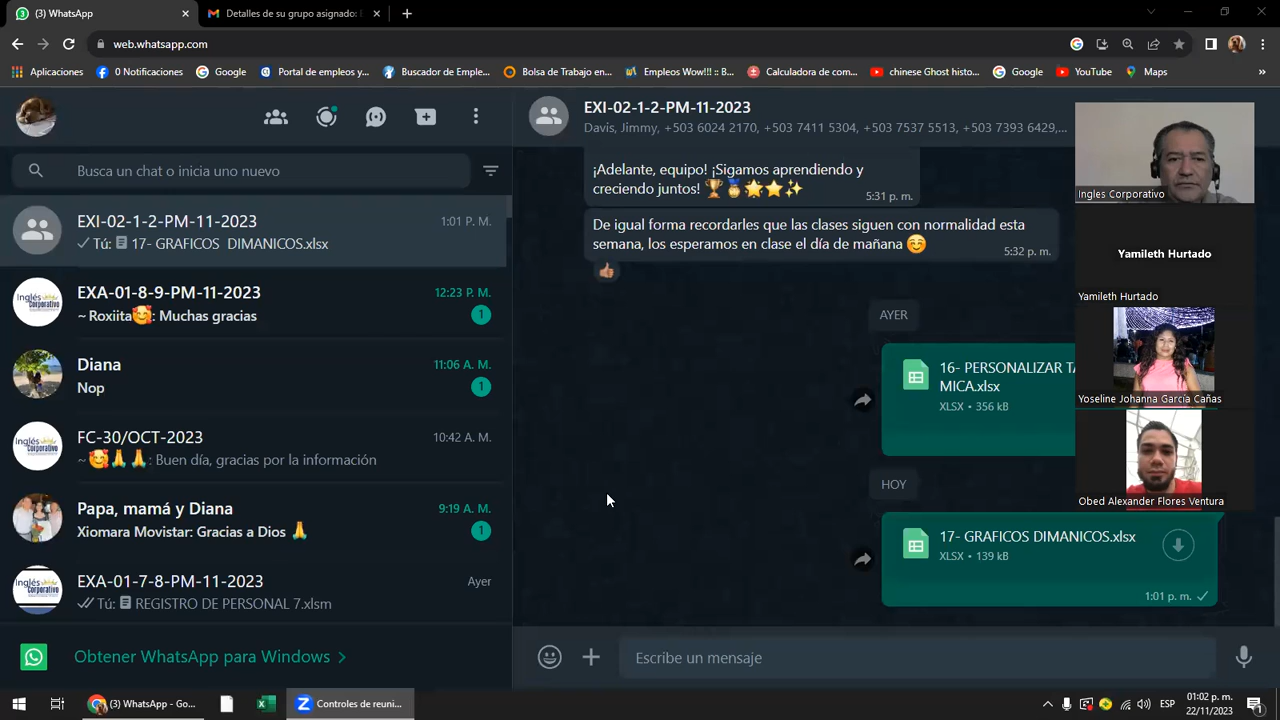 (3) WhatsApp
Detalles de su grupo asignado:
web.whatsapp.com
Aplicaciones
0 Notificaciones
Google
Portal de empleos y...
Buscador de Emple...
Bolsa de Trabajo en...
Empleos Wow!!! :: B...
Calculadora de com...
chinese Ghost histo...
Google
YouTube
Maps
Busca un chat o inicia uno nuevo
EXI-02-1-2-PM-11-2023
1:01 P. M.
Tú: 17- GRAFICOS DIMANICOS.xlsx
EXA-01-8-9-PM-11-2023
12:23 P. M.
~ Roxiita🥰: Muchas gracias
1
Diana
11:06 A. M.
Nop
1
FC-30/OCT-2023
10:42 A. M.
~🥰🙏🙏: Buen día, gracias por la información
Papa, mamá y Diana
9:19 A. M.
Xiomara Movistar: Gracias a Dios 🙏
1
EXA-01-7-8-PM-11-2023
Ayer
Tú: REGISTRO DE PERSONAL 7.xlsm
Obtener WhatsApp para Windows
EXI-02-1-2-PM-11-2023
Davis, Jimmy, +503 6024 2170, +503 7411 5304, +503 7537 5513, +503 7393 6429,...
¡Adelante, equipo! ¡Sigamos aprendiendo y
creciendo juntos! 🏆🏅🌟⭐✨
5:31 p. m.
De igual forma recordarles que las clases siguen con normalidad esta
semana, los esperamos en clase el día de mañana 😊
5:32 p. m.
AYER
16- PERSONALIZAR TA
MICA.xlsx
XLSX • 356 kB
HOY
17- GRAFICOS DIMANICOS.xlsx
XLSX • 139 kB
1:01 p. m.
Escribe un mensaje
Ingles Corporativo
Yamileth Hurtado
Yamileth Hurtado
Yoseline Johanna García Cañas
Obed Alexander Flores Ventura
(3) WhatsApp - Go...
Controles de reuni...
ESP
01:02 p. m.
22/11/2023